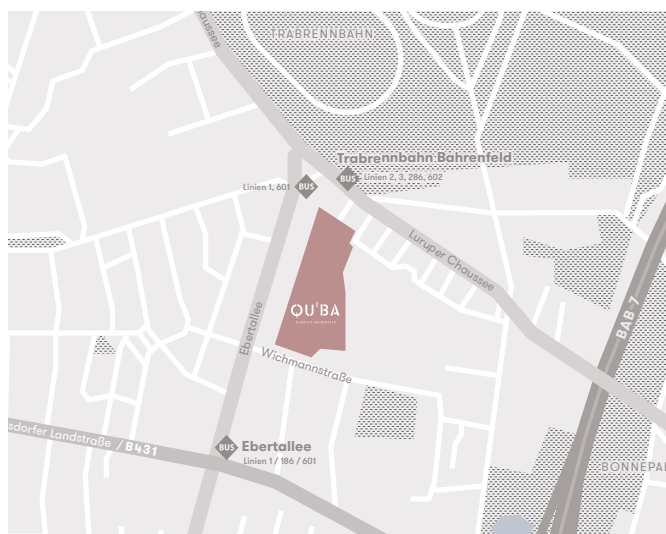 TRABRENNBAHN
Trabrennbahn Bahrenfeld
BUS
Linien 2, 3, 286, 602
Linien 1, 601
BUS
Luruper Chaussee
QU'BA
Ebertallee
BAB 7
Wichmannstraße
sdorfer Landstraße / B431
BUS
Ebertallee
Linien 1 / 186 / 601
BONNEPA